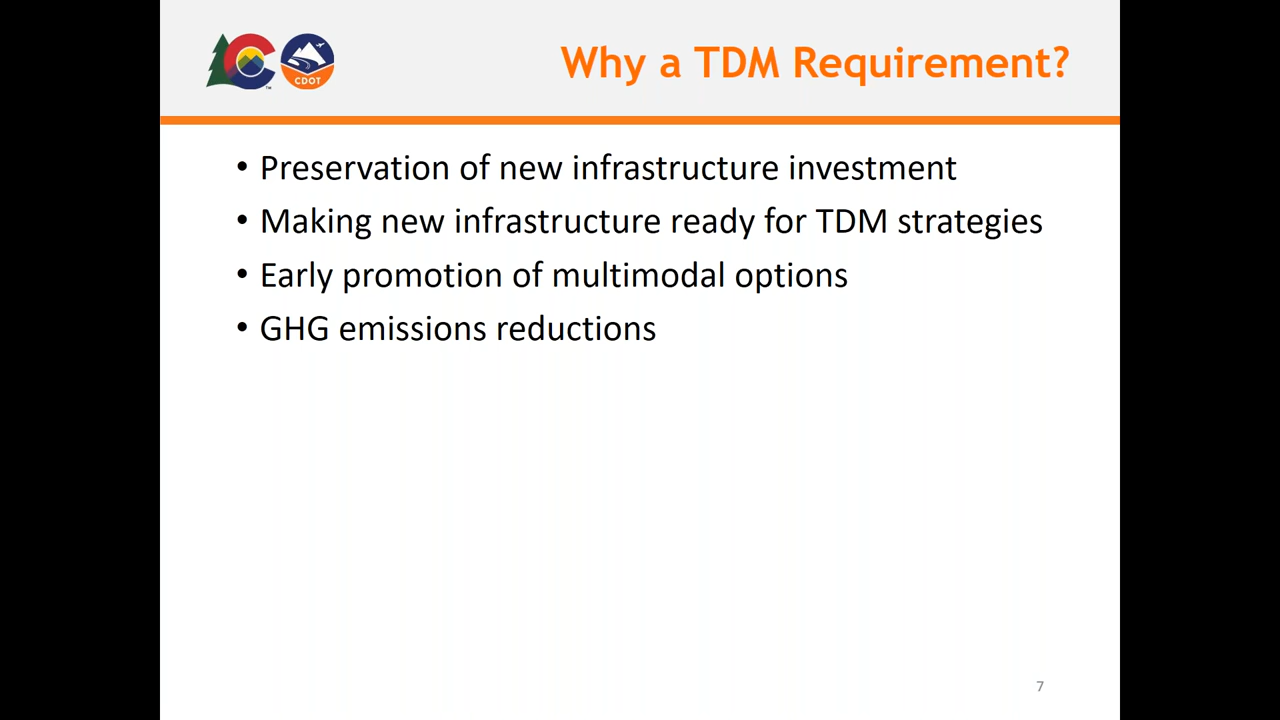 CDOT
Why a TDM Requirement?
• Preservation of new infrastructure investment
• Making new infrastructure ready for TDM strategies
• Early promotion of multimodal options
• GHG emissions reductions
7